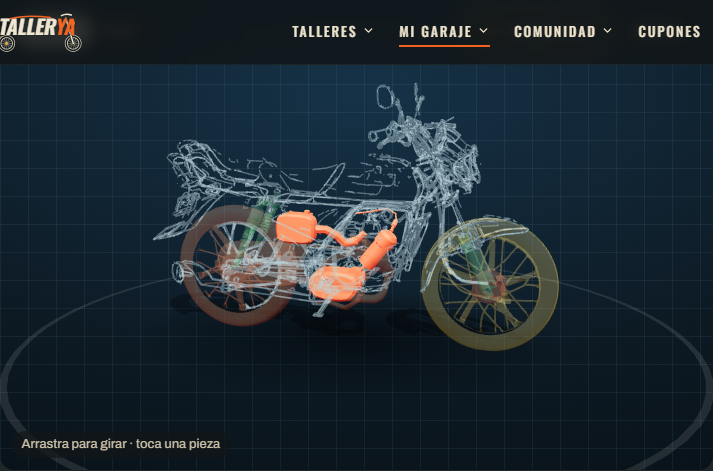 TALLERYA
TALLERES MI GARAJE COMUNIDAD CUPONES
Arrastra para girar · toca una pieza